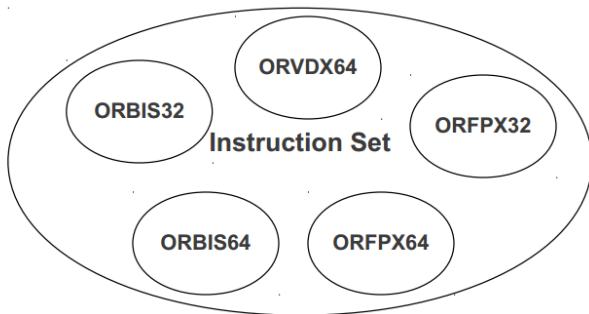 ORVDX64
ORBIS32
ORFPX32
Instruction Set
ORBIS64
ORFPX64